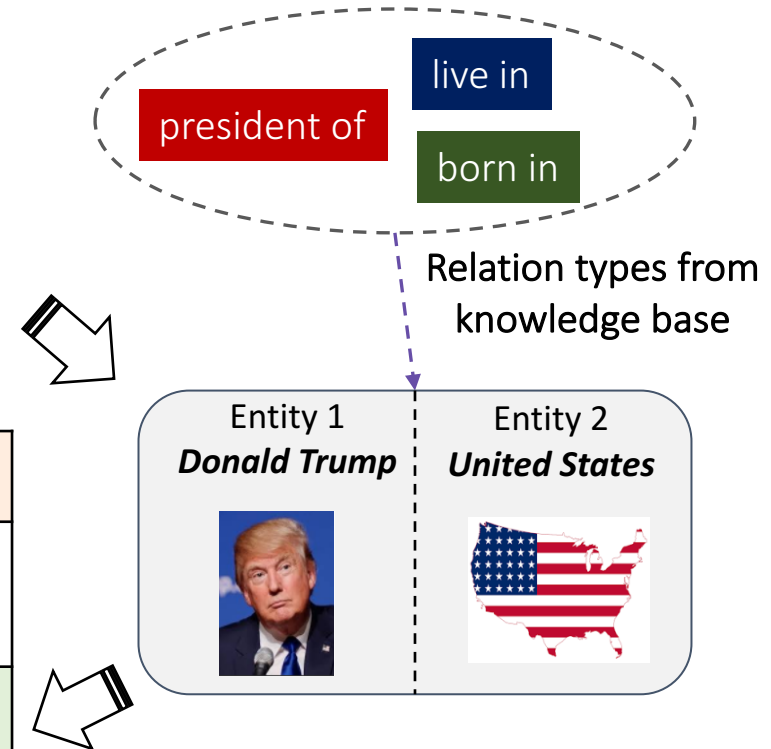 live in
president of
born in
Relation types from
knowledge base
Entity 1
Donald Trump
Entity 2
United States